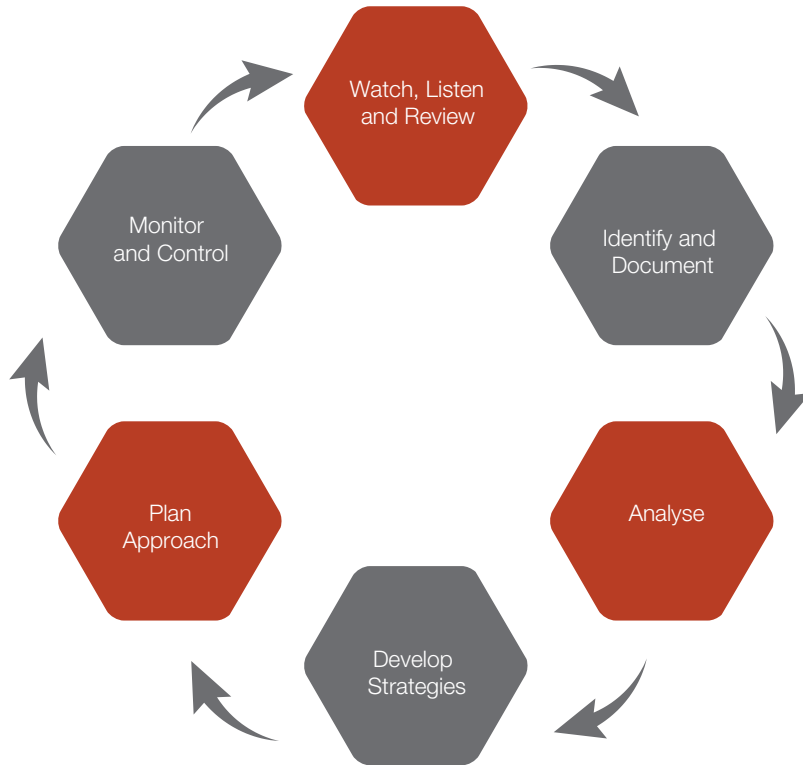 Watch, Listen
and Review
Identify and
Document
Analyse
Develop
Strategies
Plan
Approach
Monitor
and Control